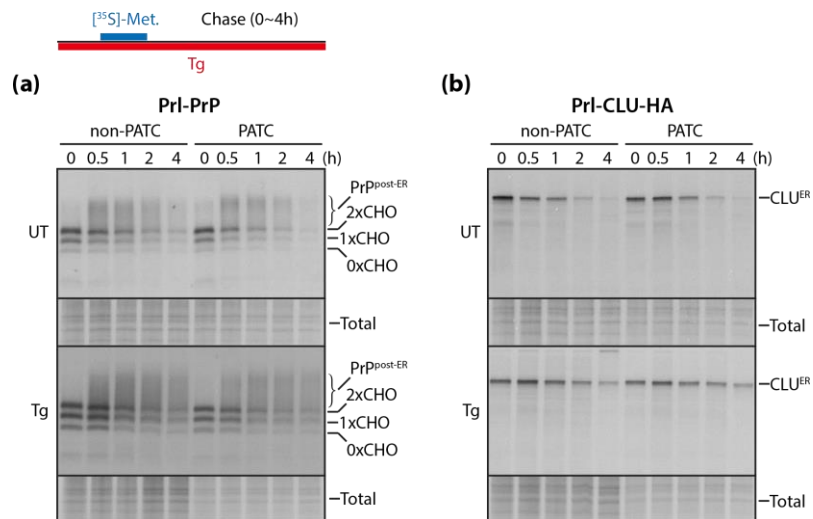 [³⁵S]-Met. Chase (0~4h)
Tg
(a)
Prl-PrP
non-PATC PATC
0 0.5 1 2 4 0 0.5 1 2 4 (h)
UT
PrPpost-ER
2xCHO
1xCHO
0xCHO
Total
Tg
PrPpost-ER
2xCHO
1xCHO
0xCHO
Total
(b)
Prl-CLU-HA
non-PATC PATC
0 0.5 1 2 4 0 0.5 1 2 4 (h)
UT
CLUER
Total
Tg
CLUER
Total